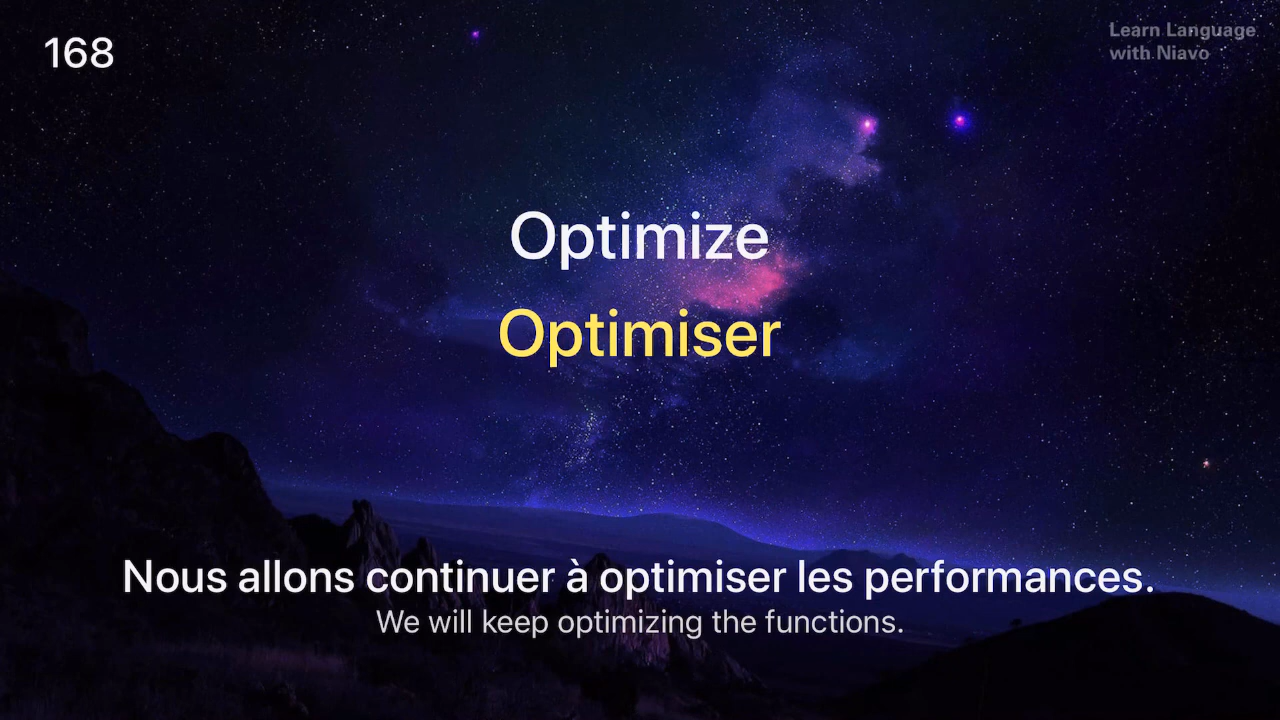 168
Learn Language
with Niavo
Optimize
Optimiser
Nous allons continuer à optimiser les performances.
We will keep optimizing the functions.